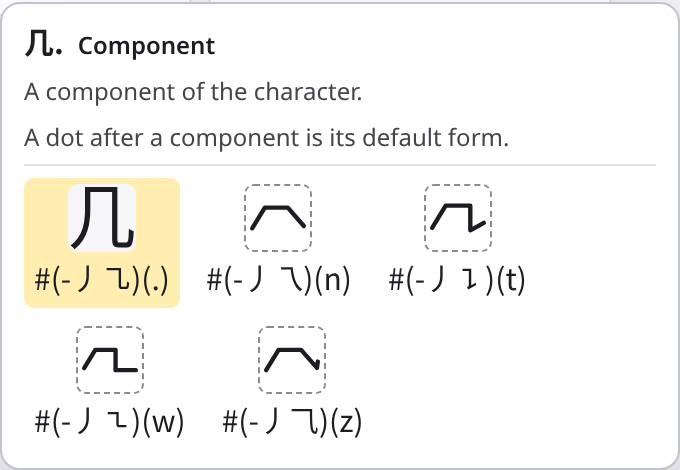 几. Component
A component of the character.
A dot after a component is its default form.
几
#(-丿㇈)(.) #(-丿㇂)(n) #(-丿㇊)(t)
#(-丿㇍)(w) #(-丿⺄)(z)